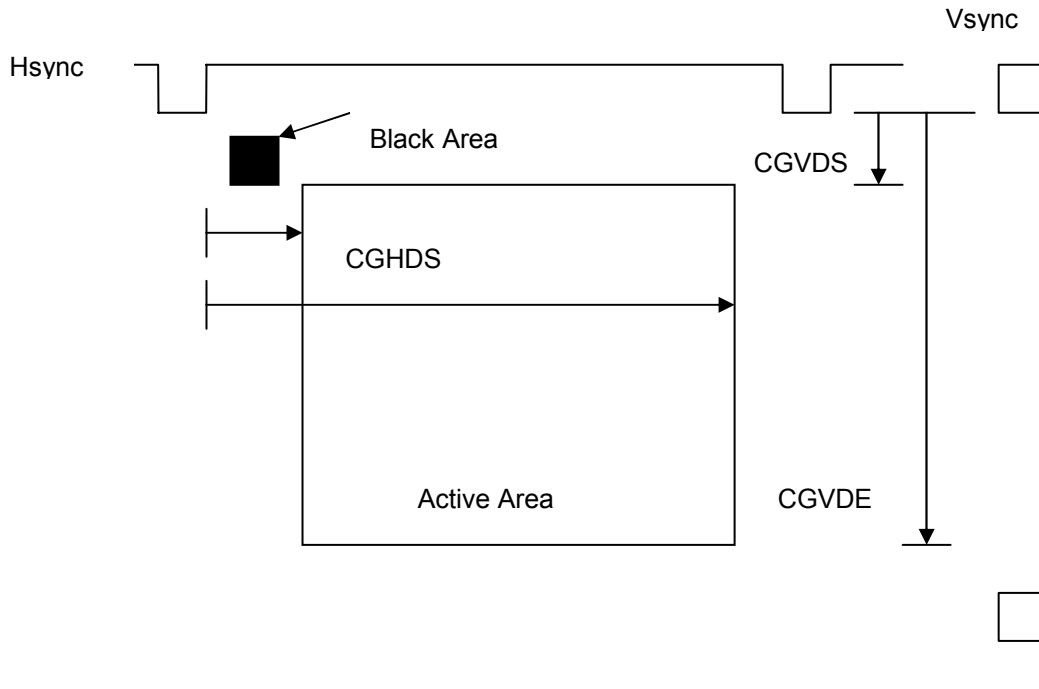 Vsync
Hsync
Black Area
CGVDS
CGHDS
Active Area
CGVDE